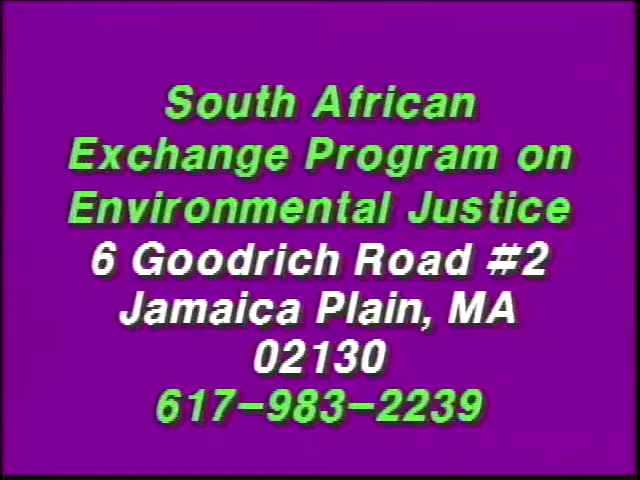 South African
Exchange Program on
Environmental Justice
6 Goodrich Road #2
Jamaica Plain, MA
02130
617-983-2239